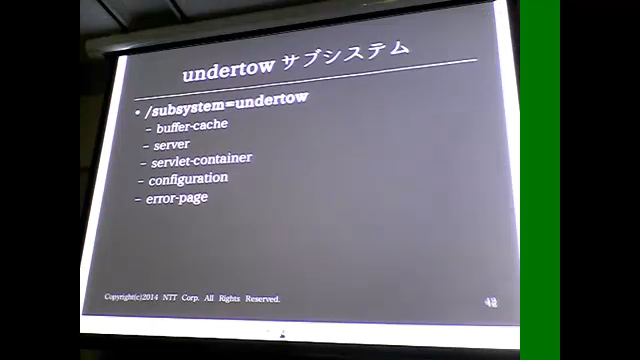 undertow サブシステム
• /subsystem=undertow
– buffer-cache
– server
– servlet-container
– configuration
– error-page
Copyright(c)2014 NTT Corp. All Rights Reserved.
42